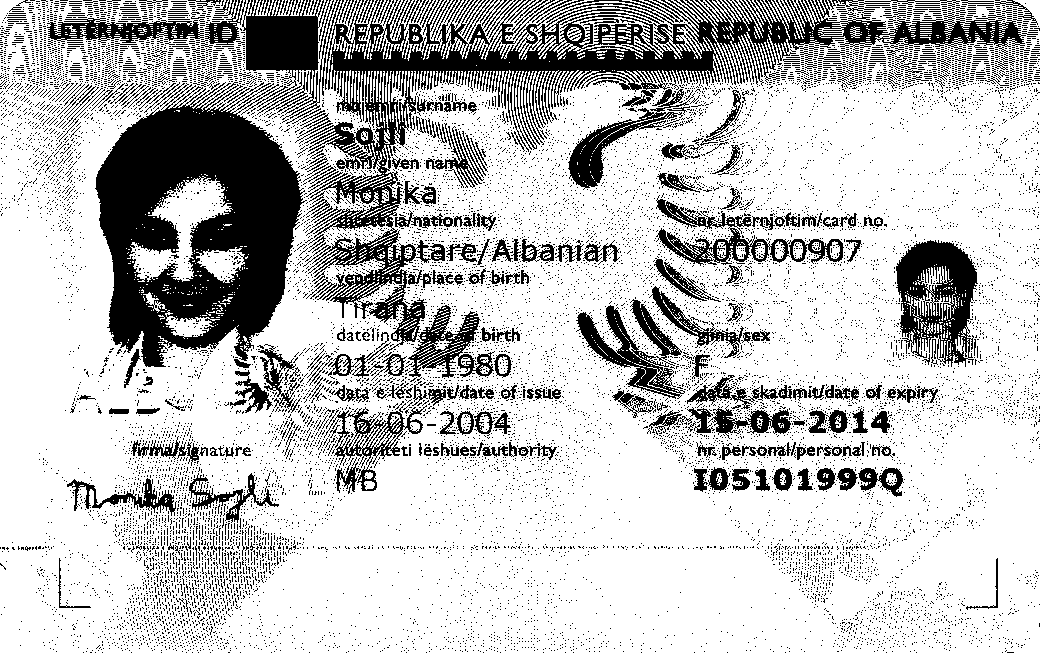 LETËRNJOFTIM ID REPUBLIKA E SHQIPËRISË REPUBLIC OF ALBANIA
mbiemri/surname
Sojli
emri/given name
Monika
shtetësia/nationality
nr. letërnjoftim/card no.
Shqiptare/Albanian
200000907
vendlindja/place of birth
Tirana
datëlindja/date of birth
gjinia/sex
01-01-1980
F
data e lëshimit/date of issue
data e skadimit/date of expiry
16-06-2004
15-06-2014
firma/signature
autoriteti lëshues/authority
nr. personal/personal no.
MB
I05101999Q
Monika Sojli